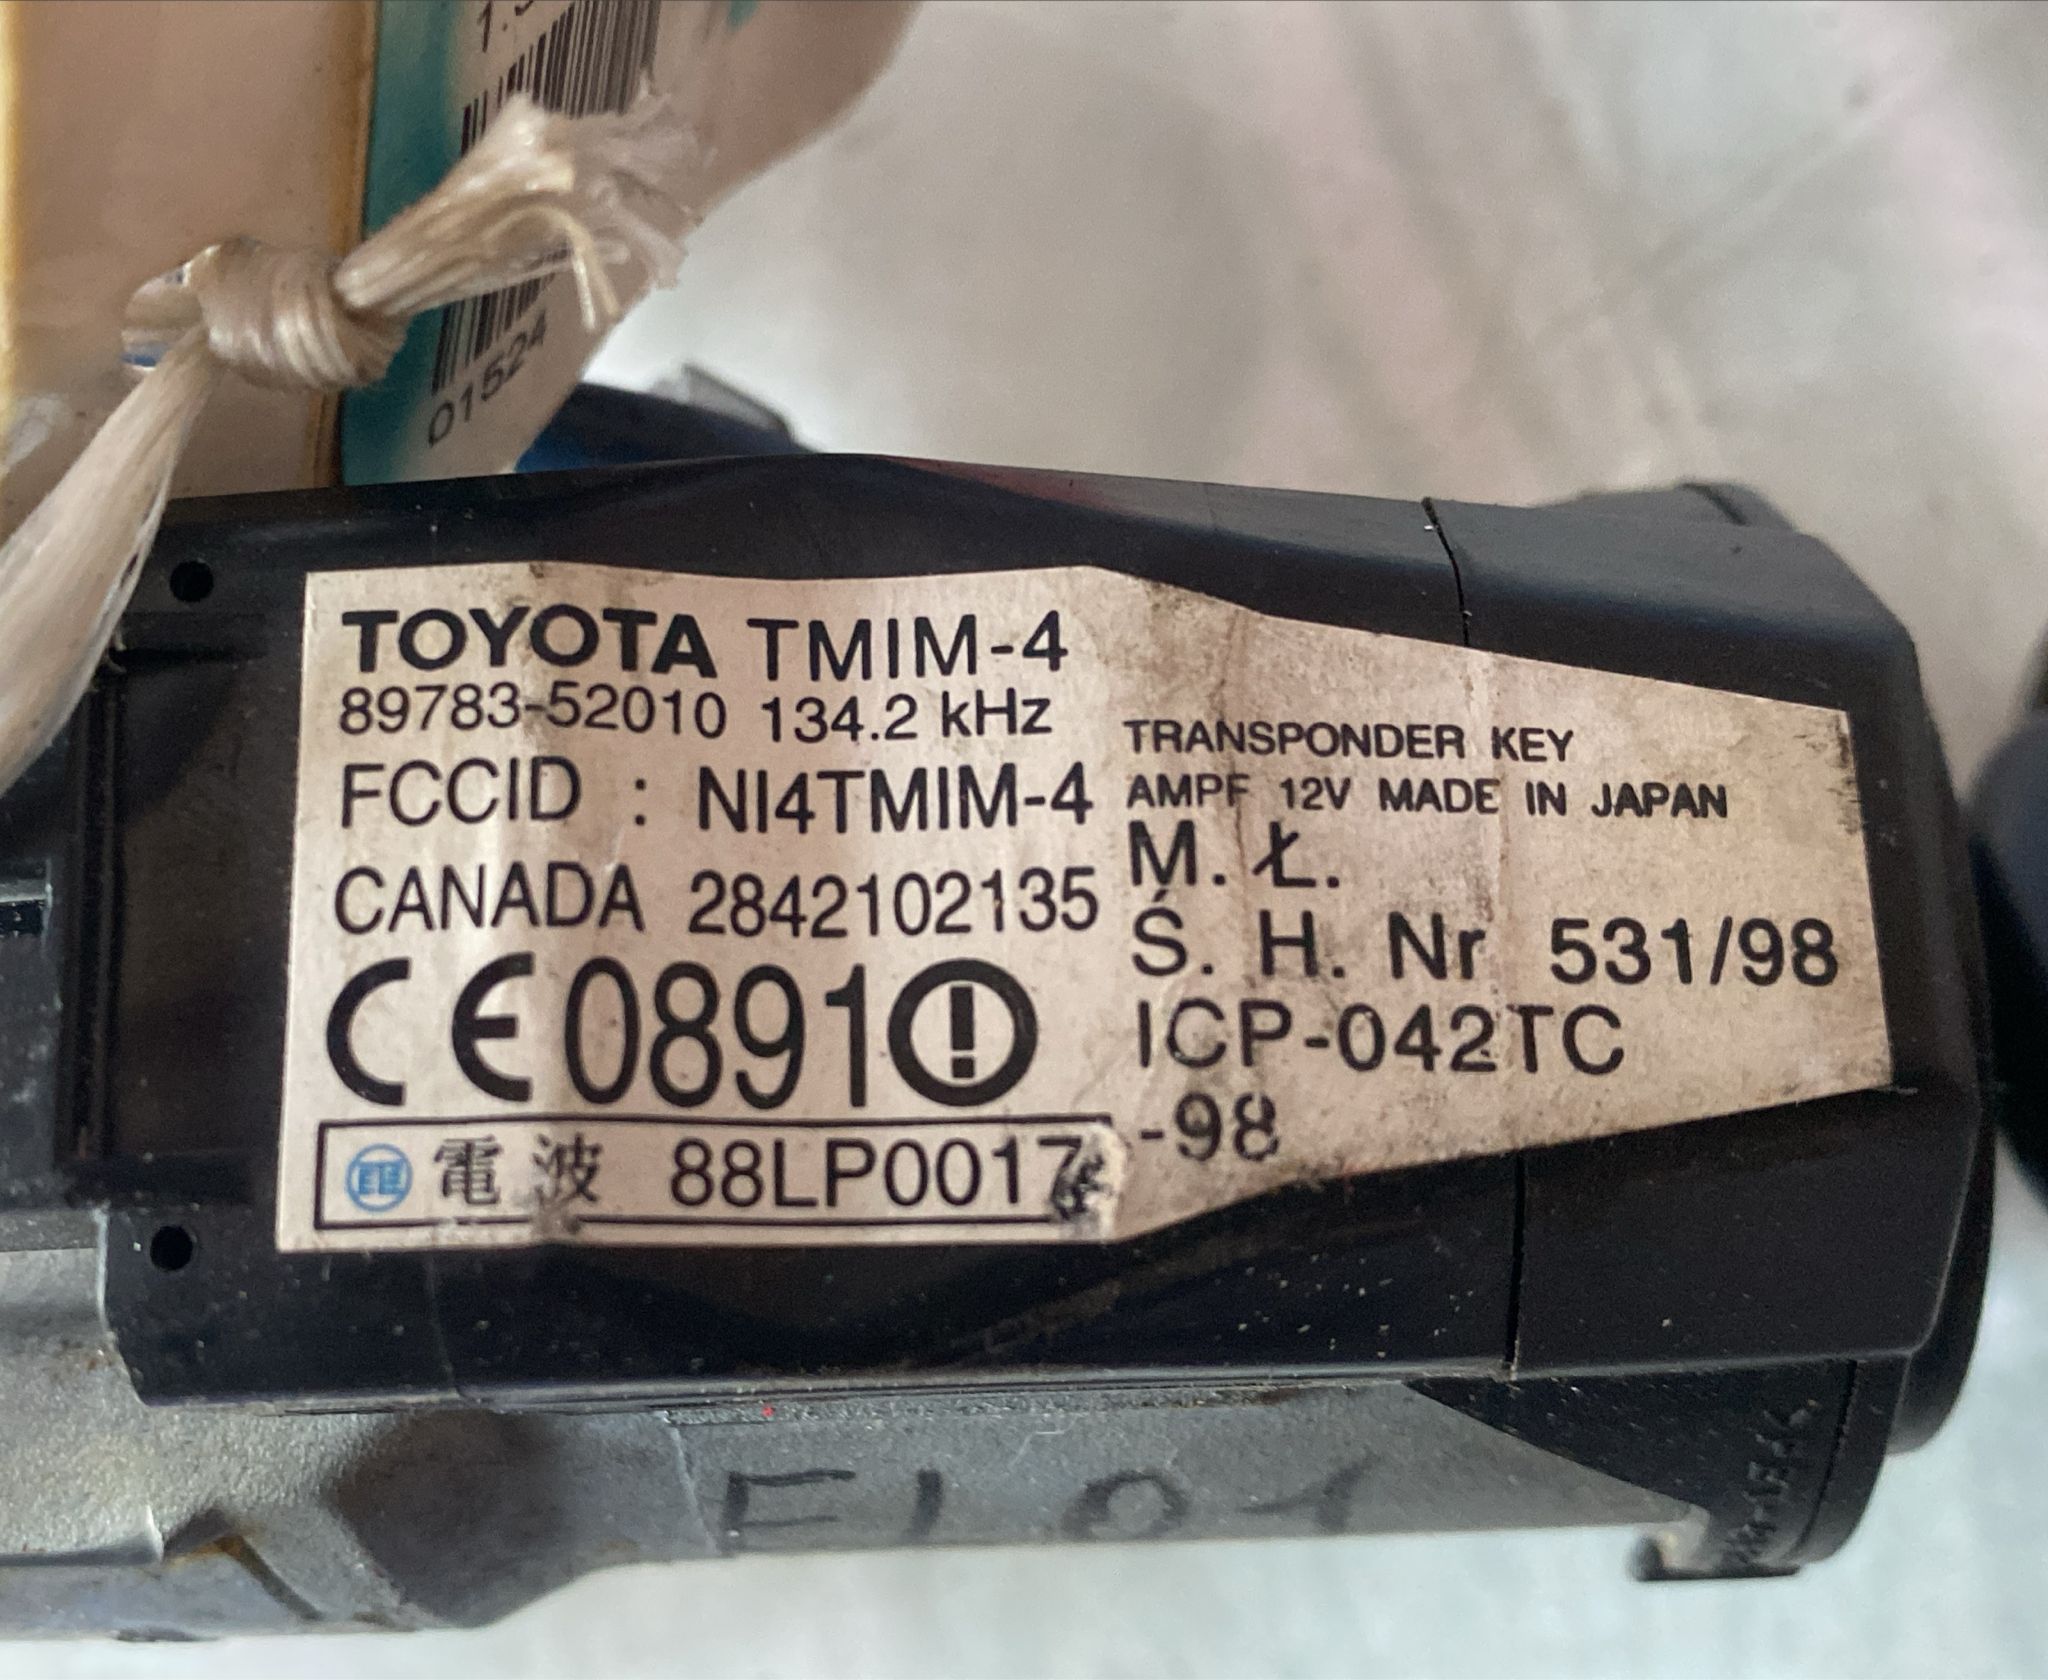 01524
TOYOTA TMIM-4
89783-52010 134.2 kHz
FCCID : NI4TMIM-4
CANADA 2842102135
CE0891
電波 88LP0017
TRANSPONDER KEY
AMPF 12V MADE IN JAPAN
M. Ł.
Ś. H. Nr 531/98
ICP-042TC
-98